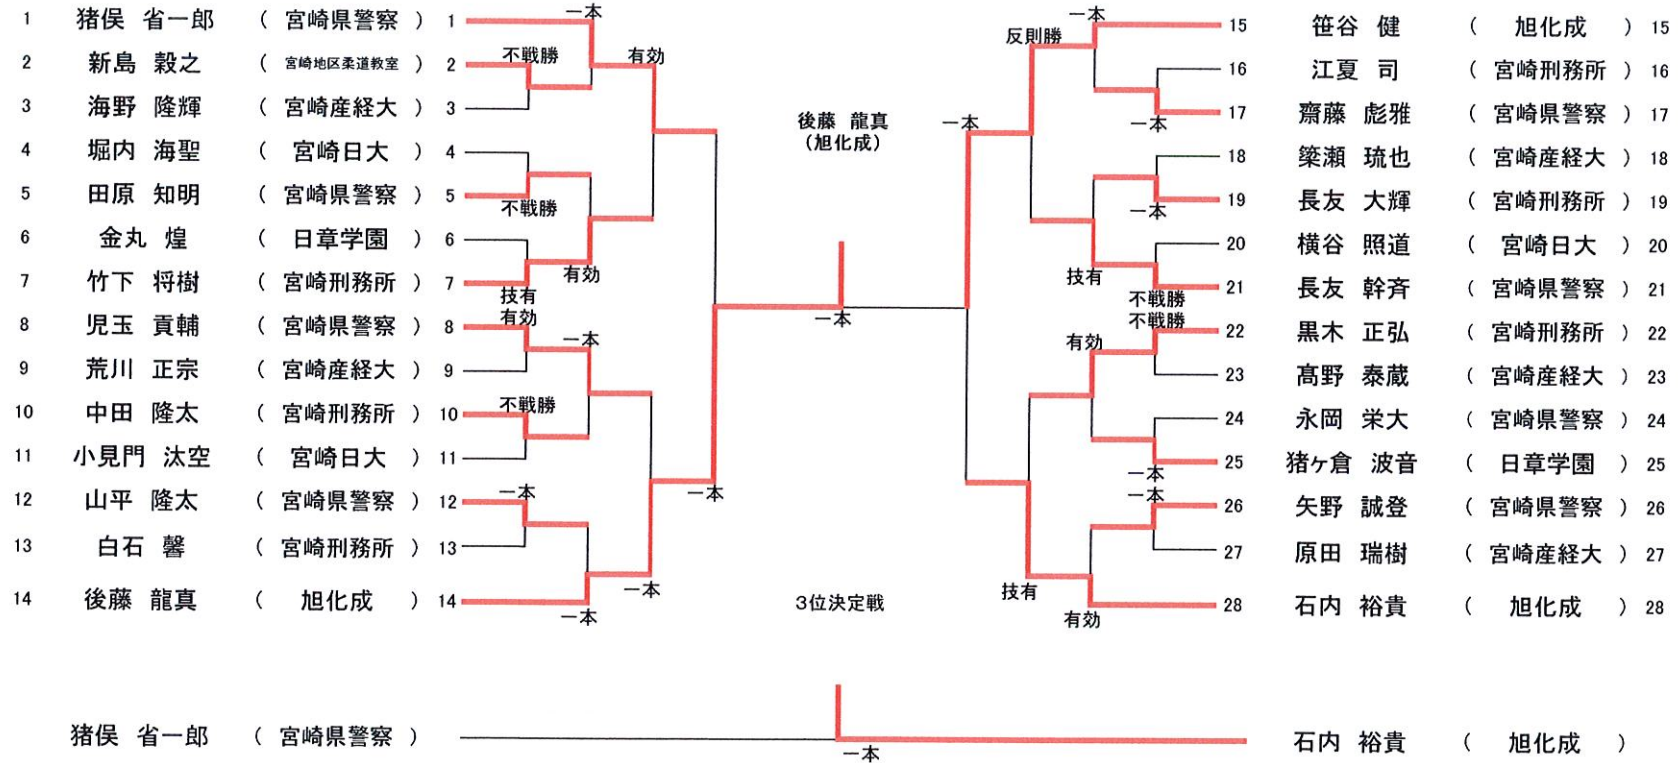 1 猪俣 省一郎 ( 宮崎県警察 ) 1
2 新島 毅之 ( 宮崎地区柔道教室 ) 2
3 海野 隆輝 ( 宮崎産経大 ) 3
4 堀内 海聖 ( 宮崎日大 ) 4
5 田原 知明 ( 宮崎県警察 ) 5
6 金丸 煌 ( 日章学園 ) 6
7 竹下 将樹 ( 宮崎刑務所 ) 7
8 児玉 貢輔 ( 宮崎県警察 ) 8
9 荒川 正宗 ( 宮崎産経大 ) 9
10 中田 隆太 ( 宮崎刑務所 ) 10
11 小見門 汰空 ( 宮崎日大 ) 11
12 山平 隆太 ( 宮崎県警察 ) 12
13 白石 馨 ( 宮崎刑務所 ) 13
14 後藤 龍真 ( 旭化成 ) 14
一本
不戦勝
有効
不戦勝
有効
技有
有効
一本
不戦勝
一本
一本
一本
一本
後藤 龍真
(旭化成)
一本
3位決定戦
一本
反則勝
一本
一本
一本
技有
不戦勝
不戦勝
有効
一本
一本
技有
有効
15 笹谷 健 ( 旭化成 ) 15
16 江夏 司 ( 宮崎刑務所 ) 16
17 齋藤 彪雅 ( 宮崎県警察 ) 17
18 簗瀬 琉也 ( 宮崎産経大 ) 18
19 長友 大輝 ( 宮崎刑務所 ) 19
20 横谷 照道 ( 宮崎日大 ) 20
21 長友 幹斉 ( 宮崎県警察 ) 21
22 黒木 正弘 ( 宮崎刑務所 ) 22
23 髙野 泰蔵 ( 宮崎産経大 ) 23
24 永岡 栄大 ( 宮崎県警察 ) 24
25 猪ヶ倉 波音 ( 日章学園 ) 25
26 矢野 誠登 ( 宮崎県警察 ) 26
27 原田 瑞樹 ( 宮崎産経大 ) 27
28 石内 裕貴 ( 旭化成 ) 28
猪俣 省一郎 ( 宮崎県警察 )
一本
石内 裕貴 ( 旭化成 )